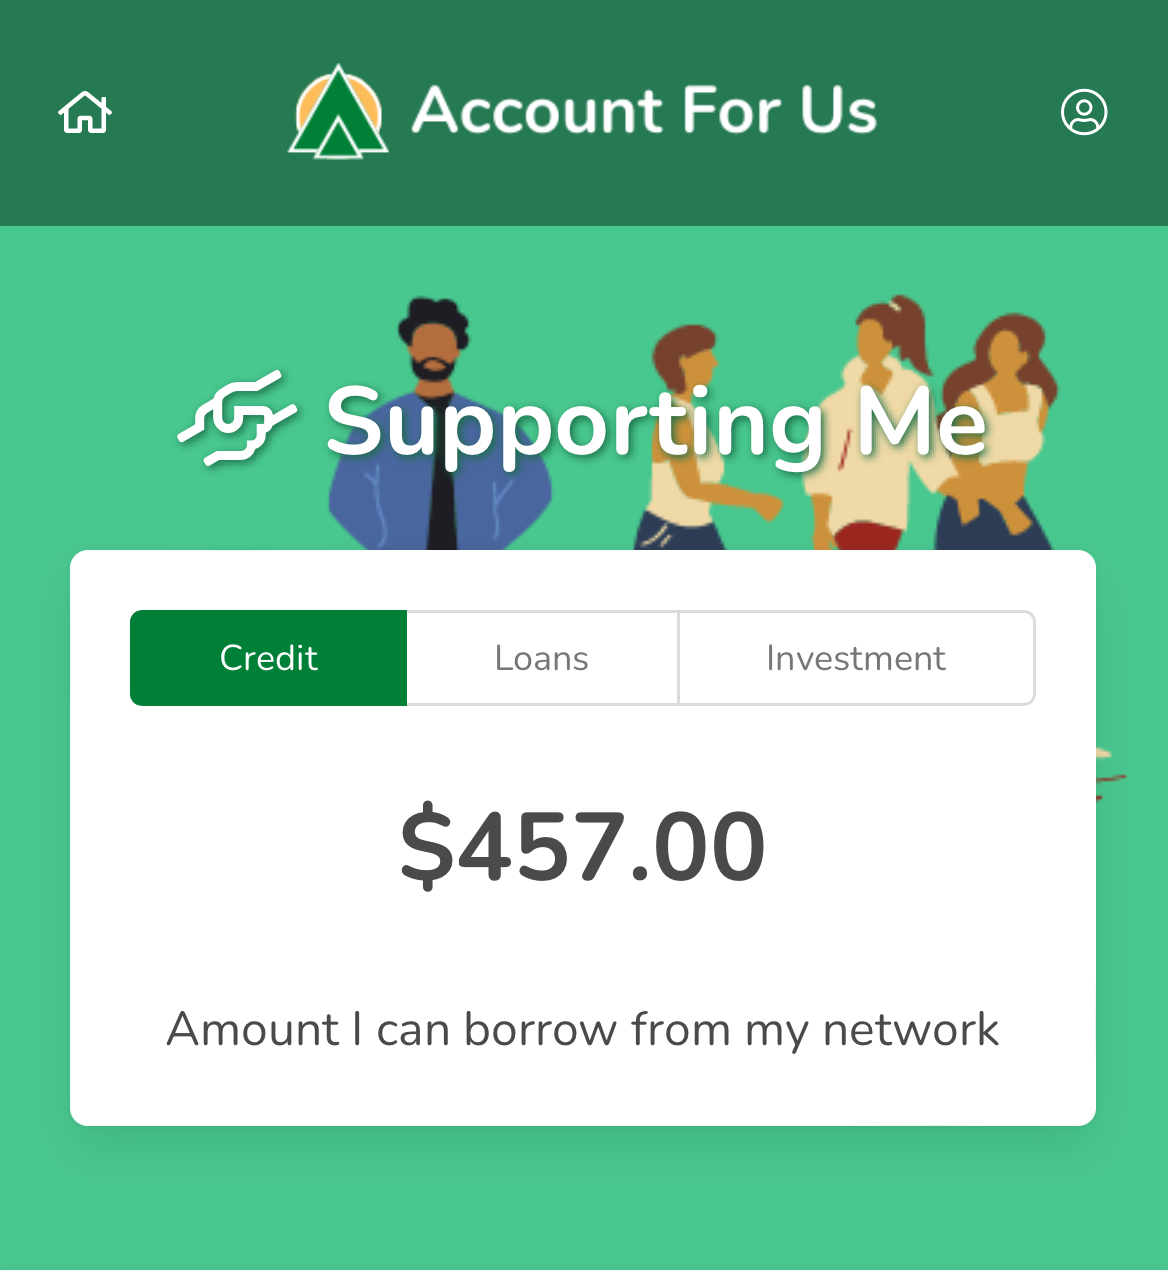 Account For Us
Supporting Me
Credit
Loans
Investment
$457.00
Amount I can borrow from my network